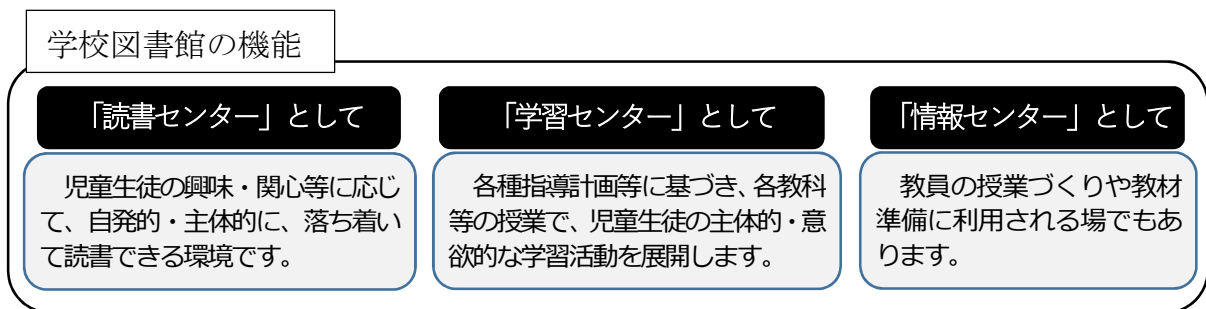 学校図書館の機能
「読書センター」として
児童生徒の興味・関心等に応じ
て、自発的・主体的に、落ち着い
て読書できる環境です。
「学習センター」として
各種指導計画等に基づき、各教科
等の授業で、児童生徒の主体的・意
欲的な学習活動を展開します。
「情報センター」として
教員の授業づくりや教材
準備に利用される場でもあ
ります。